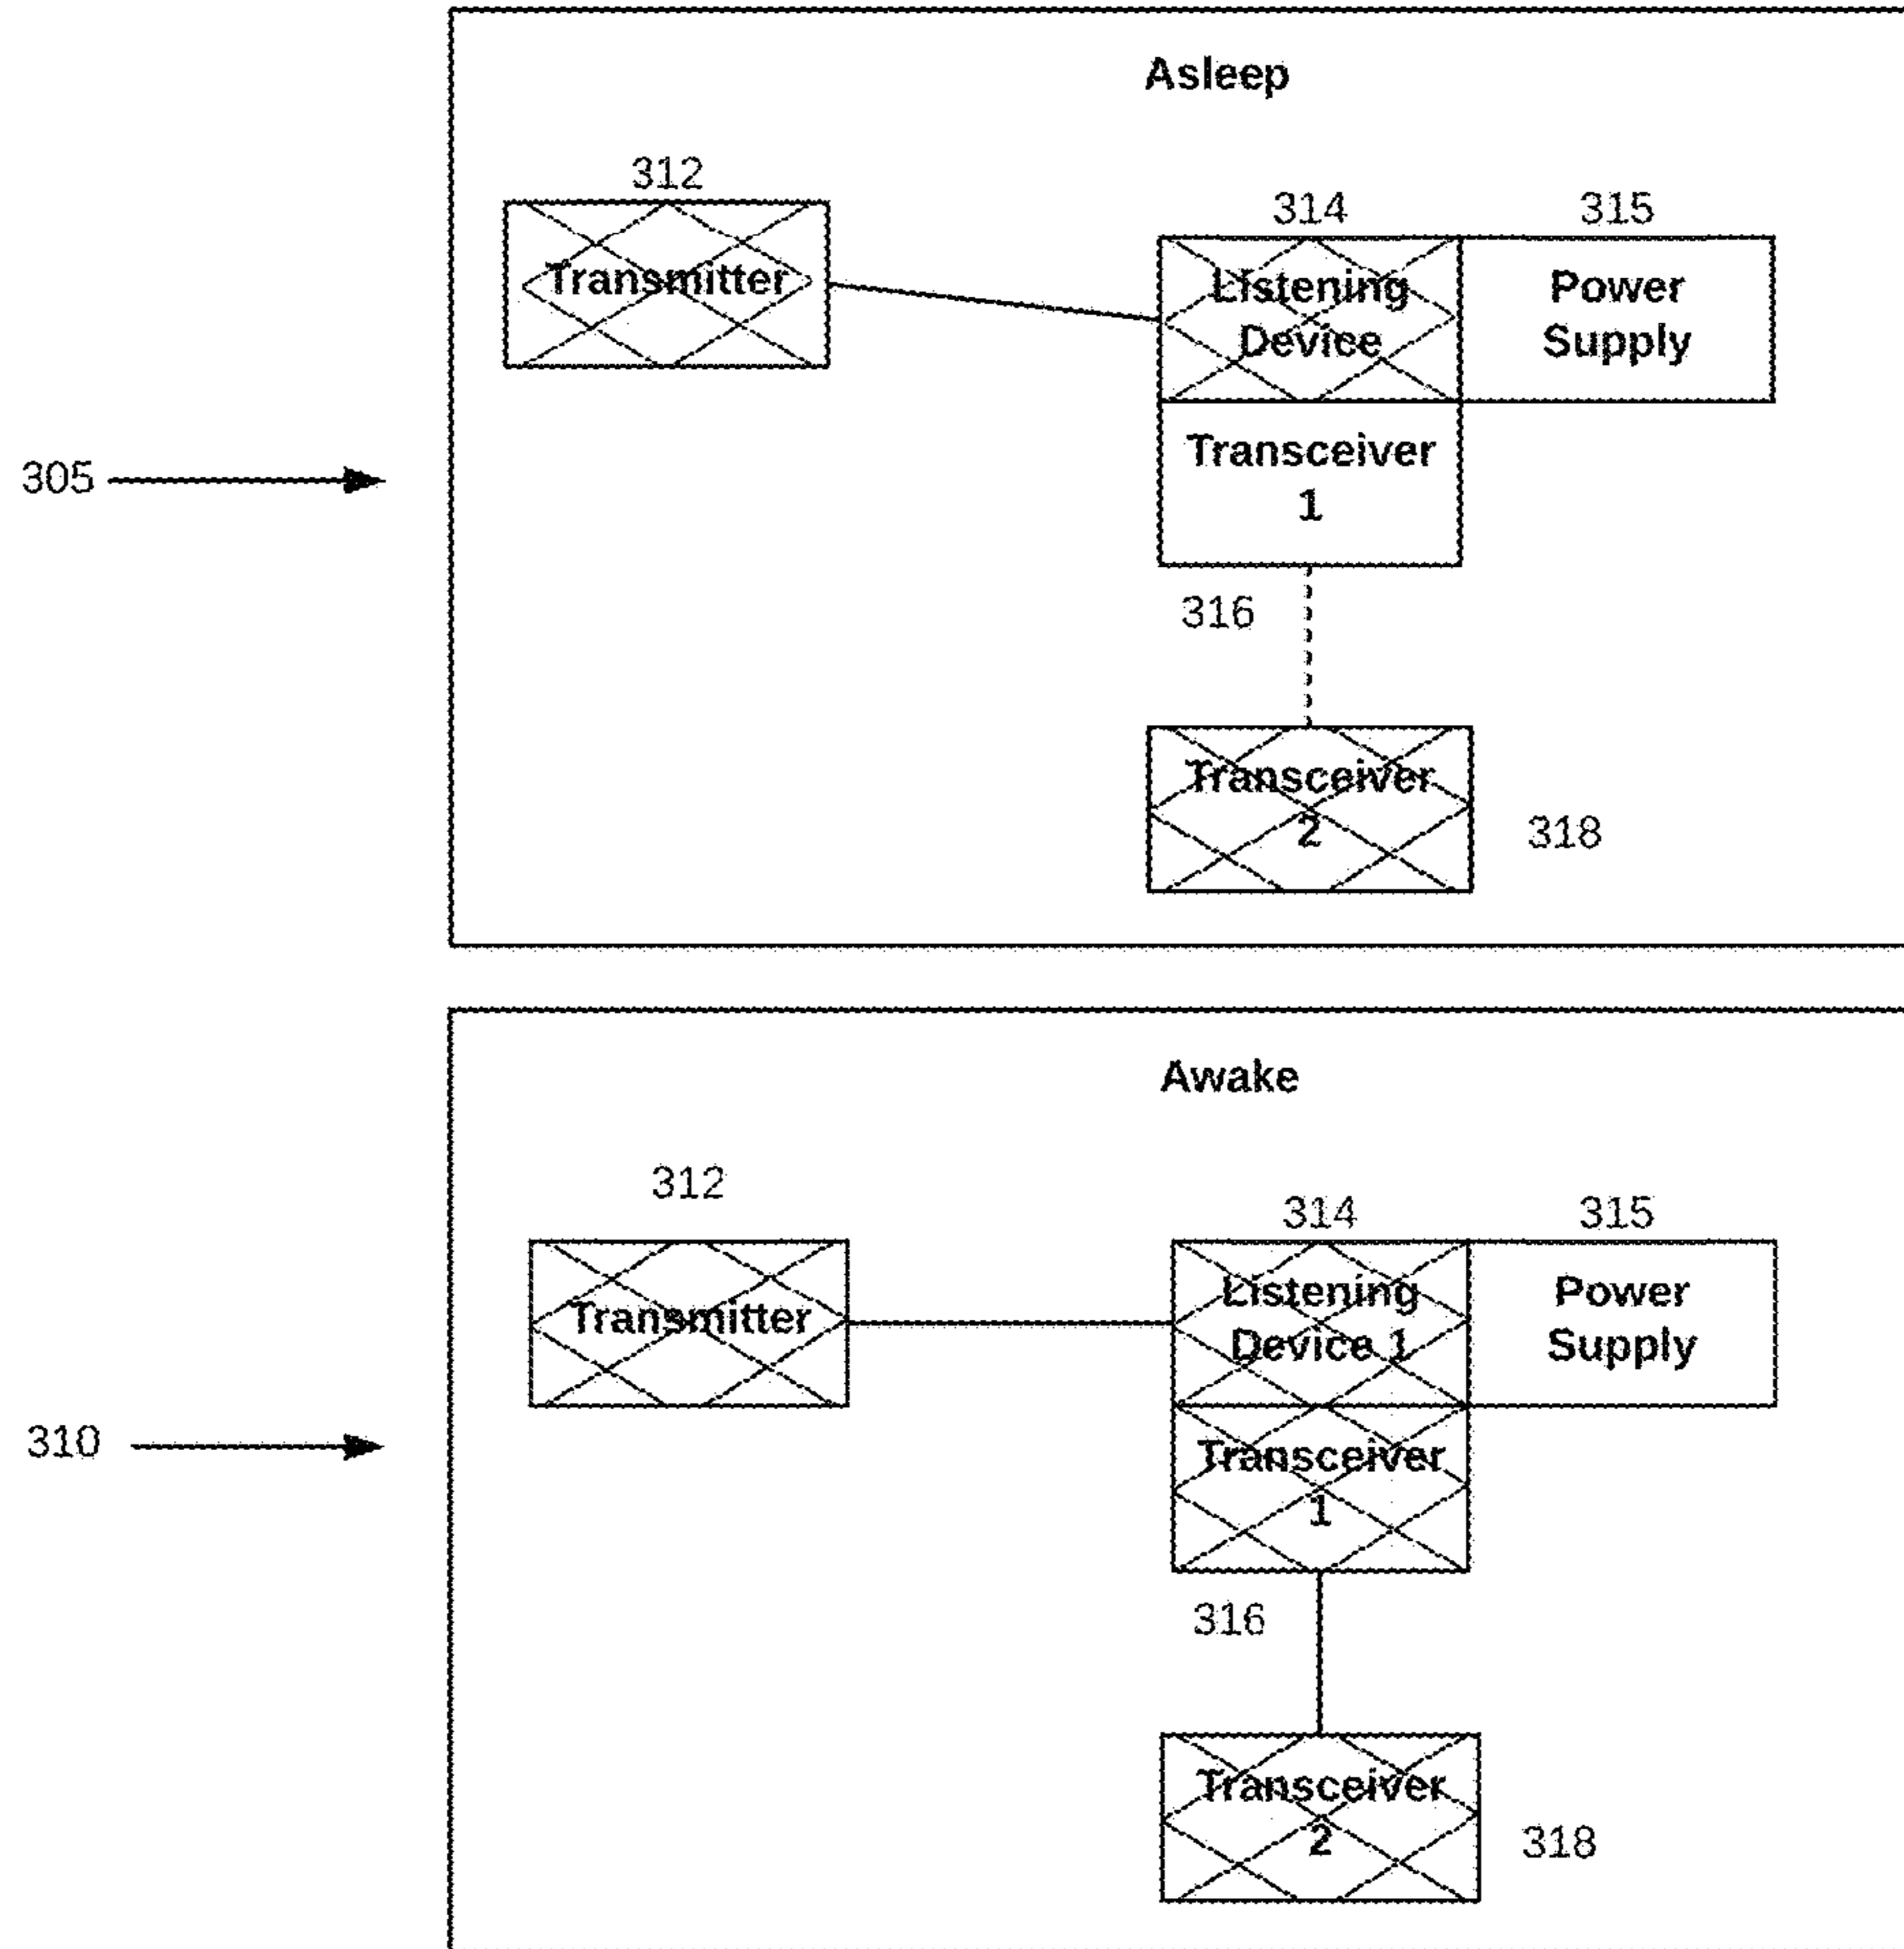 Asleep
312
314
315
Transmitter
Listening
Device
Power
Supply
305
Transceiver
1
316
Transceiver
2
318
Awake
312
314
315
Transmitter
Listening
Device 1
Power
Supply
310
Transceiver
1
316
Transceiver
2
318